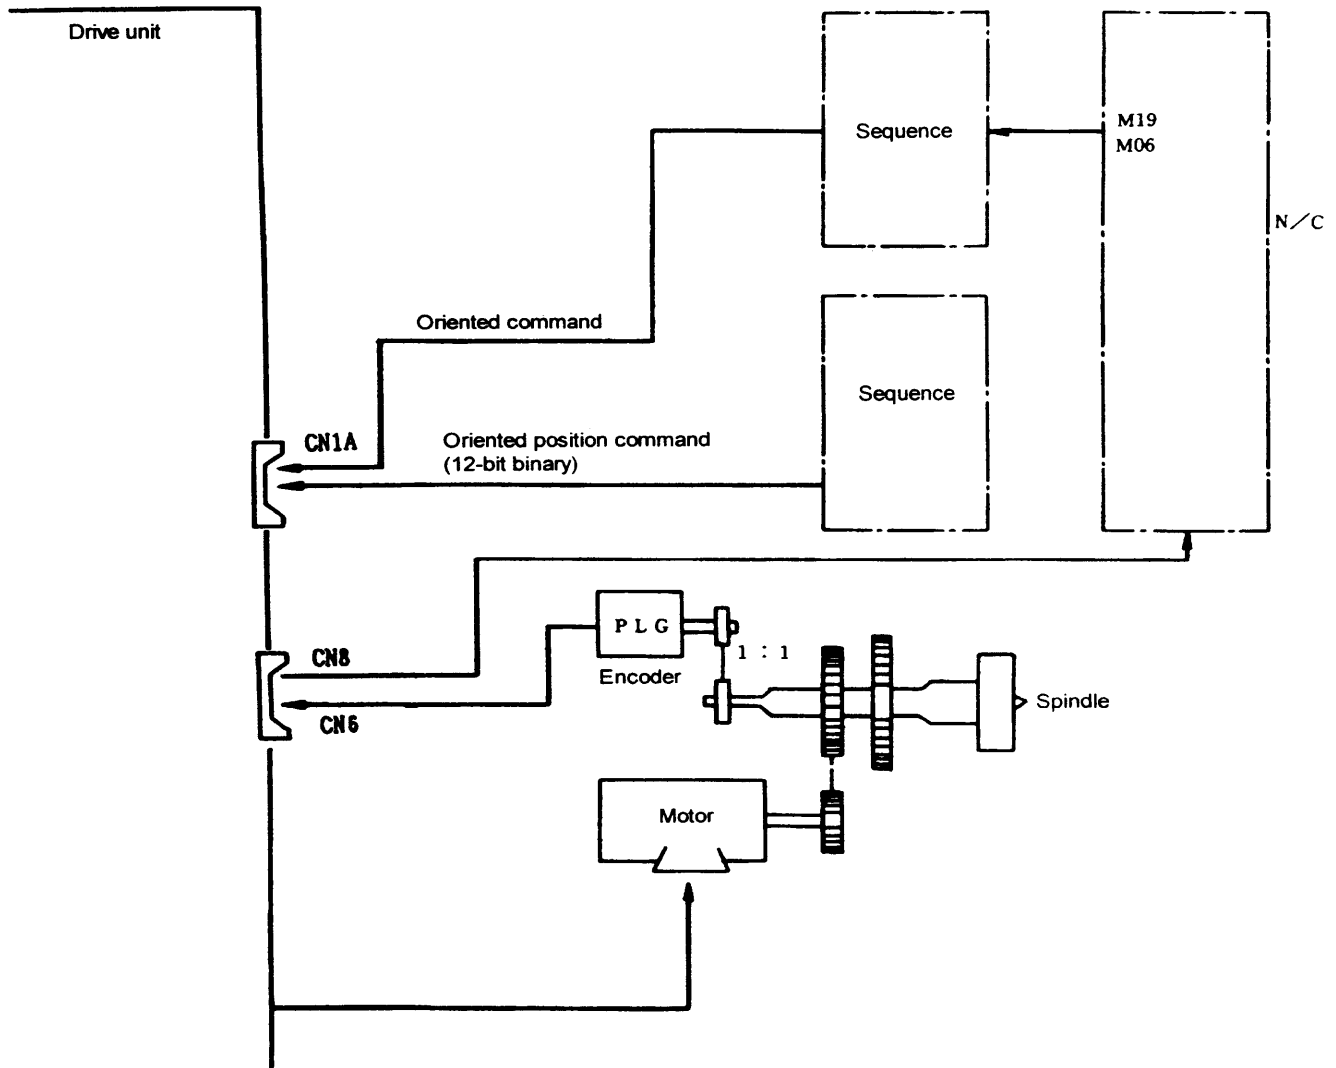 Drive unit
Sequence
M19
M06
N/C
Oriented command
Sequence
CN1A
Oriented position command
(12-bit binary)
PLG
1 : 1
CN8
Encoder
CN6
Spindle
Motor